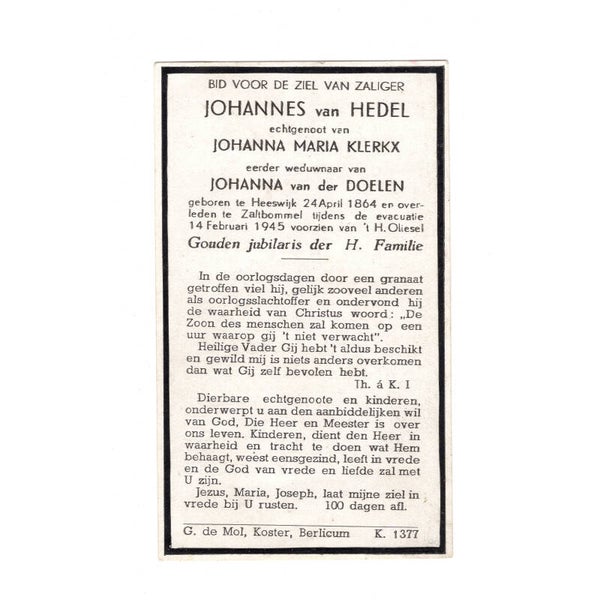 BID VOOR DE ZIEL VAN ZALIGER
JOHANNES van HEDEL
echtgenoot van
JOHANNA MARIA KLERKX
eerder weduwnaar van
JOHANNA van der DOELEN
geboren te Heeswijk 24 April 1864 en over-
leden te Zaltbommel tijdens de evacuatie
14 Februari 1945 voorzien van 't H. Oliesel
Gouden jubilaris der H. Familie
In de oorlogsdagen door een granaat
getroffen viel hij, gelijk zooveel anderen
als oorlogsslachtoffer en ondervond hij
de waarheid van Christus woord: „De
Zoon des menschen zal komen op een
uur waarop gij 't niet verwacht".
Heilige Vader Gij hebt 't aldus beschikt
en gewild mij is niets anders overkomen
dan wat Gij zelf bevolen hebt.
Th. á K. I
Dierbare echtgenoote en kinderen,
onderwerpt u aan den aanbiddelijken wil
van God, Die Heer en Meester is over
ons leven. Kinderen, dient den Heer in
waarheid en tracht te doen wat Hem
behaagt, weest eensgezind, leeft in vrede
en de God van vrede en liefde zal met
U zijn.
Jezus, Maria, Joseph, laat mijne ziel in
vrede bij U rusten. 100 dagen afl.
G. de Mol, Koster, Berlicum K. 1377